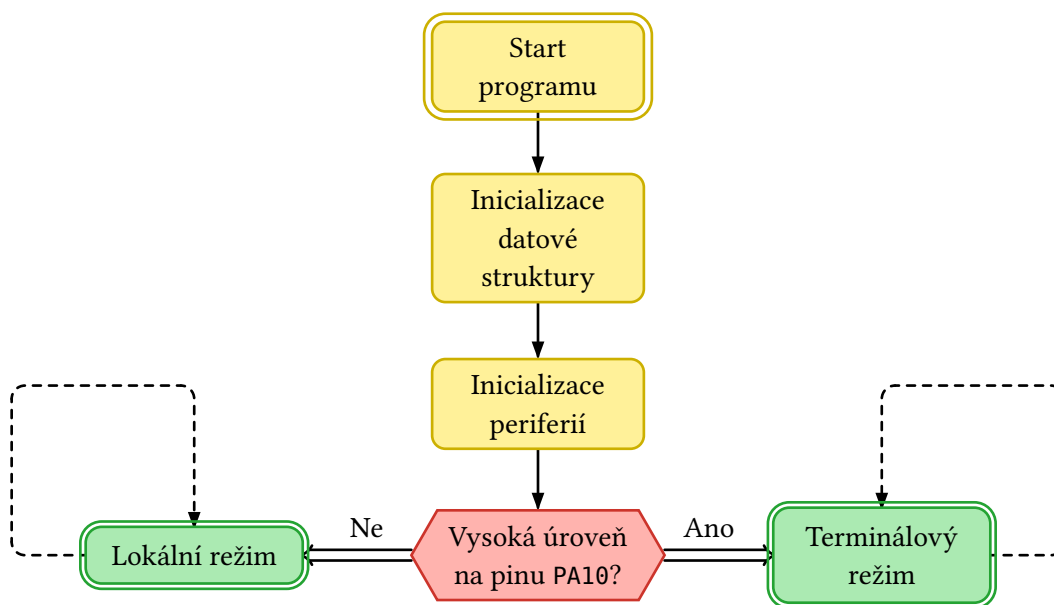 Start
programu
Inicializace
datové
struktury
Inicializace
periferií
Ne
Vysoká úroveň
na pinu PA10?
Ano
Lokální režim
Terminálový
režim